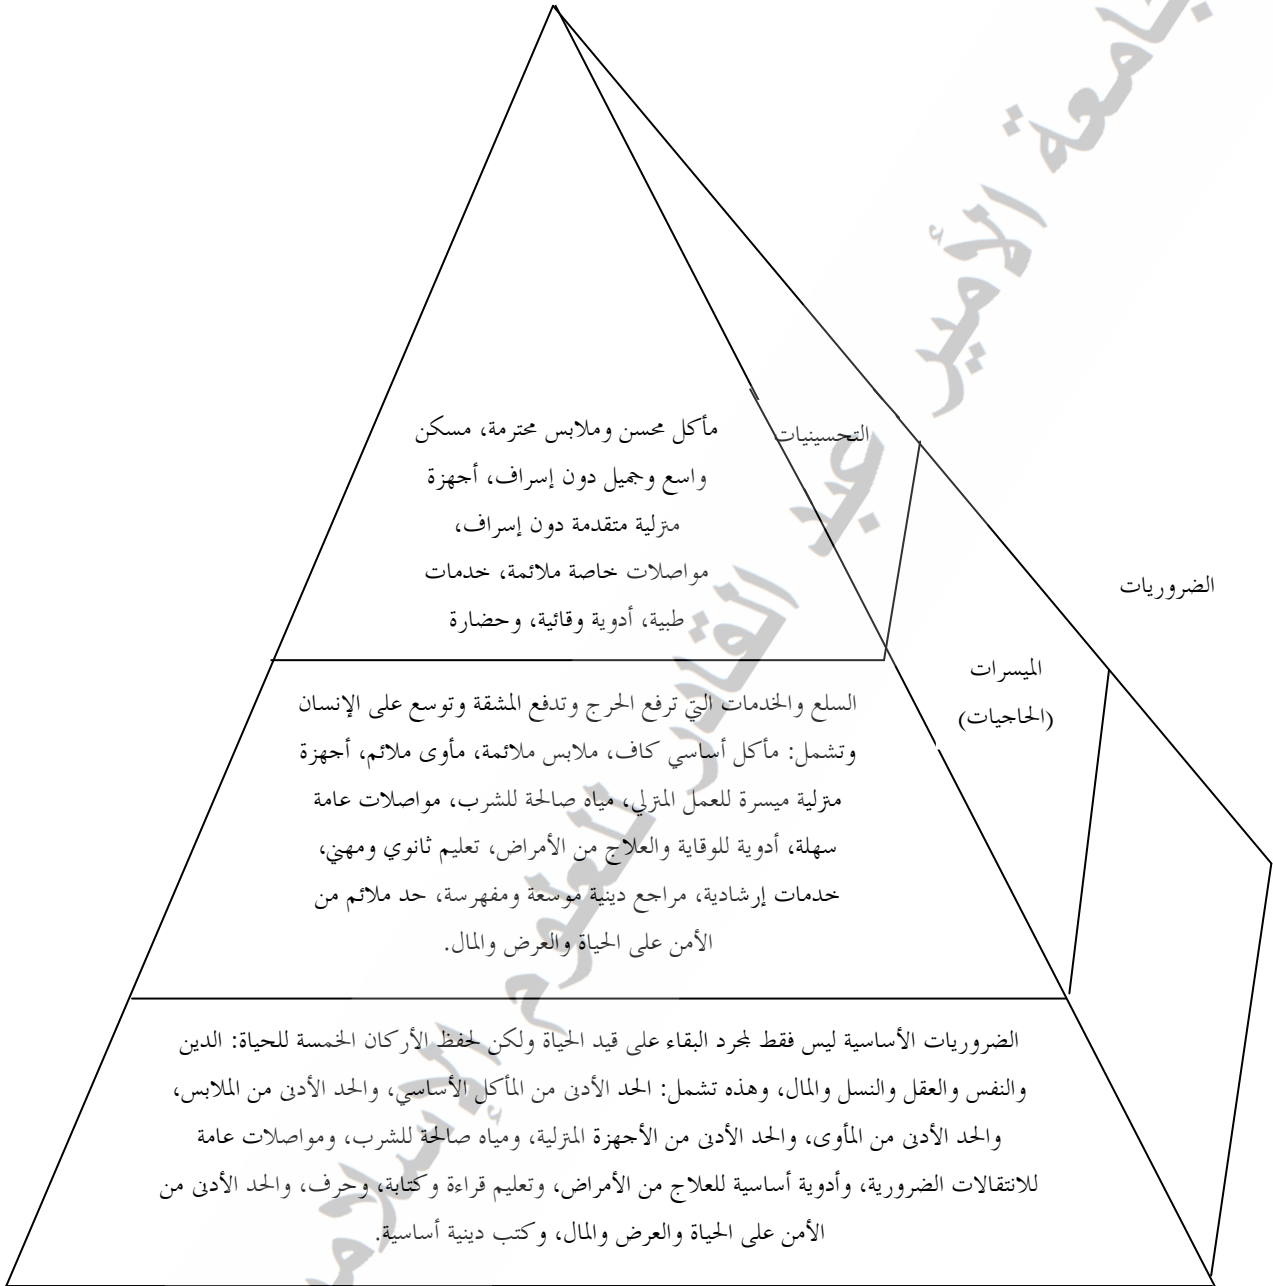 مأكل محسن وملابس محترمة، مسكن
واسع وجميل دون إسراف، أجهزة
منزلية متقدمة دون إسراف،
مواصلات خاصة ملائمة، خدمات
طبية، أدوية وقائية، وحضارة
التحسينيات
السلع والخدمات التي ترفع الحرج وتدفع المشقة وتوسع على الإنسان
وتشمل: مأكل أساسي كاف، ملابس ملائمة، مأوى ملائم، أجهزة
منزلية ميسرة للعمل المنزلي، مياه صالحة للشرب، مواصلات عامة
سهلة، أدوية للوقاية والعلاج من الأمراض، تعليم ثانوي ومهني،
خدمات إرشادية، مراجع دينية موسعة ومفهرسة، حد ملائم من
الأمن على الحياة والعرض والمال.
الميسرات
(الحاجيات)
الضروريات
الضروريات الأساسية ليس فقط لمجرد البقاء على قيد الحياة ولكن لحفظ الأركان الخمسة للحياة: الدين
والنفس والعقل والنسل والمال، وهذه تشمل: الحد الأدنى من المأكل الأساسي، والحد الأدنى من الملابس،
والحد الأدنى من المأوى، والحد الأدنى من الأجهزة المنزلية، ومياه صالحة للشرب، ومواصلات عامة
للانتقالات الضرورية، وأدوية أساسية للعلاج من الأمراض، وتعليم قراءة وكتابة، وحرف، والحد الأدنى من
الأمن على الحياة والعرض والمال، وكتب دينية أساسية.
جامعة الأمير عبد القادر للعلوم الإسلامية